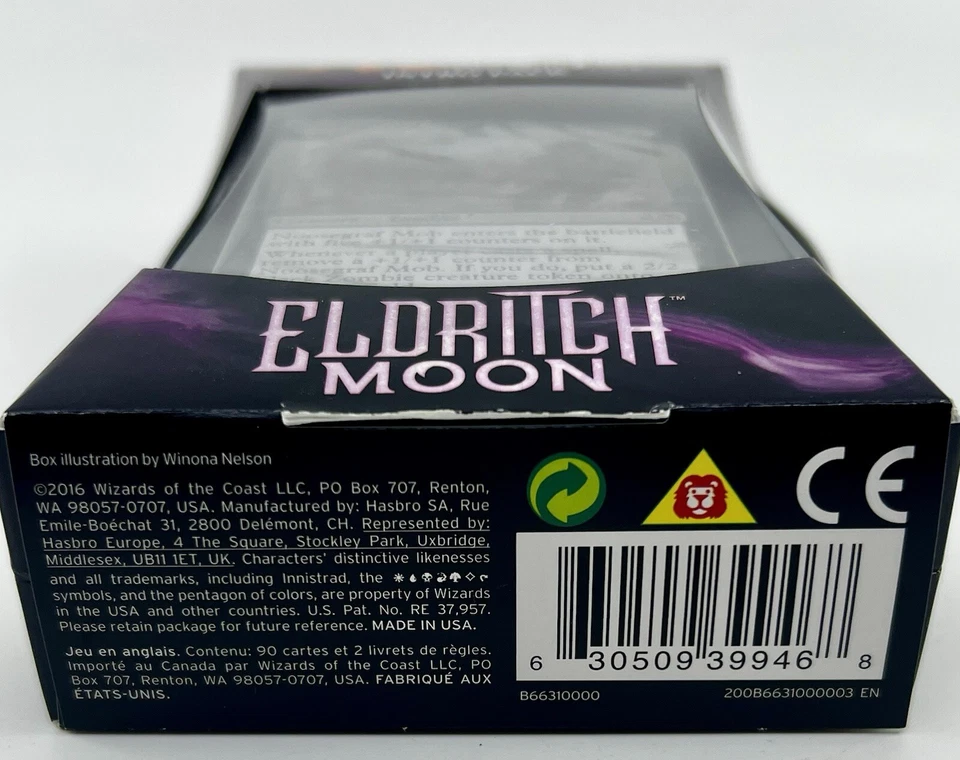 Noosegraf Mob enters the battlefield
with five +1/+1 counters on it.
Whenever
remove a +1/+1 counter from
Noosegraf Mob. If you do, put a 2/2
Zombie creature token onto
ELDRITCH™
MOON
Box illustration by Winona Nelson
©2016 Wizards of the Coast LLC, PO Box 707, Renton,
WA 98057-0707, USA. Manufactured by: Hasbro SA, Rue
Emile-Boéchat 31, 2800 Delémont, CH. Represented by:
Hasbro Europe, 4 The Square, Stockley Park, Uxbridge,
Middlesex, UB11 1ET, UK. Characters' distinctive likenesses
and all trademarks, including Innistrad, the
symbols, and the pentagon of colors, are property of Wizards
in the USA and other countries. U.S. Pat. No. RE 37,957.
Please retain package for future reference. MADE IN USA.
Jeu en anglais. Contenu: 90 cartes et 2 livrets de règles.
Importé au Canada par Wizards of the Coast LLC, PO
Box 707, Renton, WA 98057-0707, USA. FABRIQUÉ AUX
ÉTATS-UNIS.
CE
6 30509 39946 8
B66310000 200B6631000003 EN